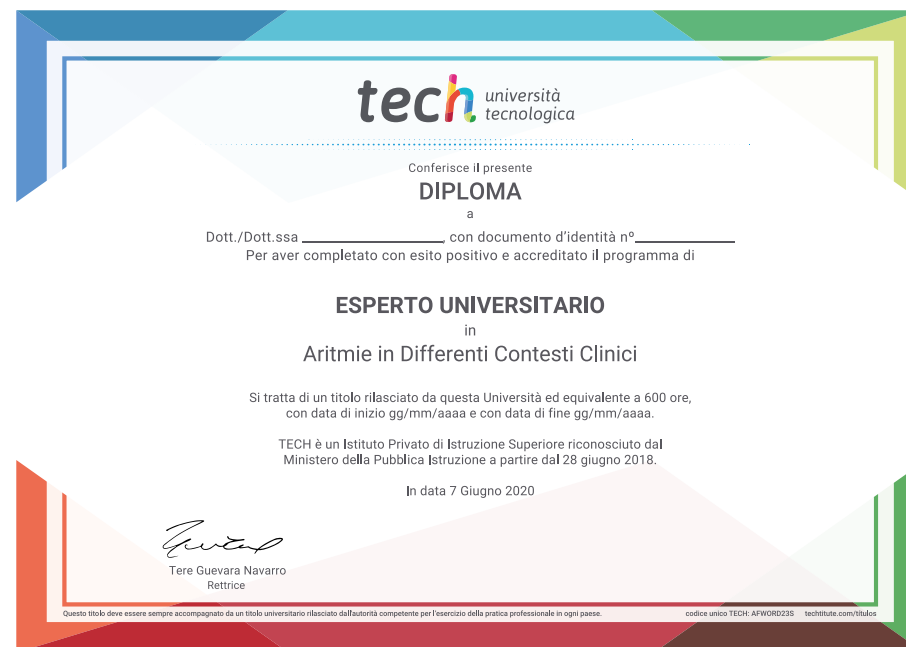 tech università
tecnologica
Conferisce il presente
DIPLOMA
a
Dott./Dott.ssa ____________, con documento d'identità nº____________
Per aver completato con esito positivo e accreditato il programma di
ESPERTO UNIVERSITARIO
in
Aritmie in Differenti Contesti Clinici
Si tratta di un titolo rilasciato da questa Università ed equivalente a 600 ore,
con data di inizio gg/mm/aaaa e con data di fine gg/mm/aaaa.
TECH è un Istituto Privato di Istruzione Superiore riconosciuto dal
Ministero della Pubblica Istruzione a partire dal 28 giugno 2018.
In data 7 Giugno 2020
Tere Guevara Navarro
Rettrice
Questo titolo deve essere sempre accompagnato da un titolo universitario rilasciato dall'autorità competente per l'esercizio della pratica professionale in ogni paese. codice unico TECH: AFWORD23S techtitute.com/titulos